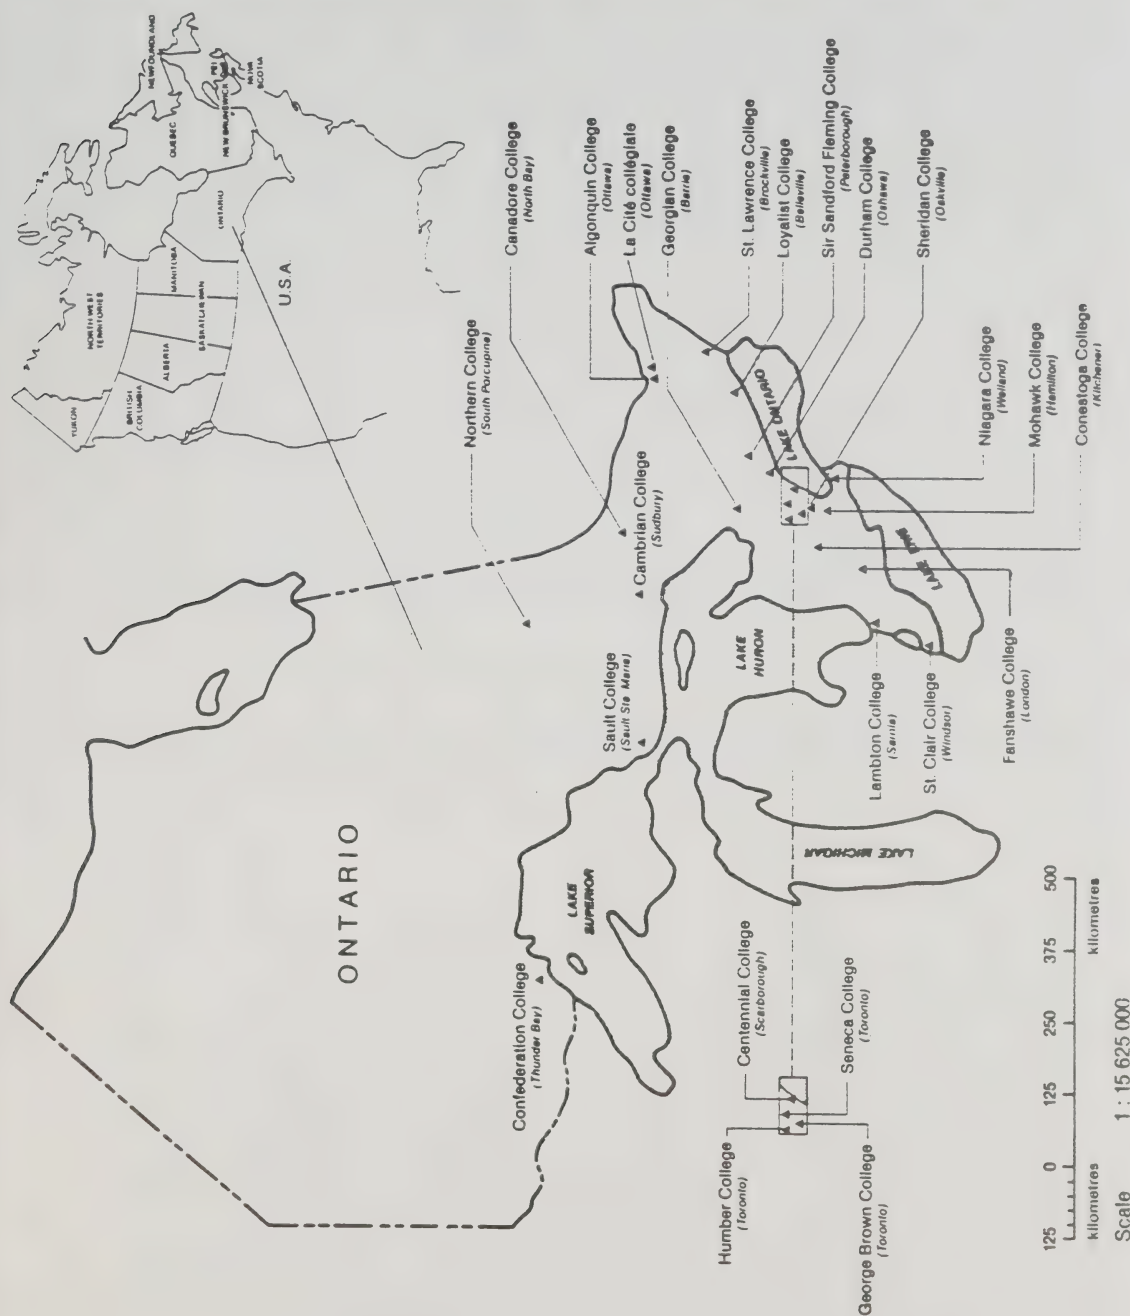 YUKON
NORTH WEST
TERRITORIES
BRITISH
COLUMBIA
ALBERTA
SASKATCHEWAN
MANITOBA
ONTARIO
QUEBEC
NEWFOUNDLAND
NEW BRUNSWICK
PEI
NOVA
SCOTIA
U.S.A.
ONTARIO
Northern College
(South Porcupine)
Canadore College
(North Bay)
Algonquin College
(Ottawa)
La Cité collégiale
(Ottawa)
Georgian College
(Barrie)
St. Lawrence College
(Brockville)
Loyalist College
(Belleville)
Sir Sandford Fleming College
(Peterborough)
Durham College
(Oshawa)
Sheridan College
(Oakville)
Confederation College
(Thunder Bay)
Sault College
(Sault Ste Marie)
Cambrian College
(Sudbury)
LAKE
SUPERIOR
LAKE
HURON
LAKE MICHIGAN
LAKE ONTARIO
LAKE ERIE
Niagara College
(Welland)
Mohawk College
(Hamilton)
Conestoga College
(Kitchener)
Lambton College
(Sarnia)
St. Clair College
(Windsor)
Fanshawe College
(London)
Humber College
(Toronto)
Centennial College
(Scarborough)
Seneca College
(Toronto)
George Brown College
(Toronto)
125 0 125 250 375 500
kilometres kilometres
Scale 1 : 15 625 000